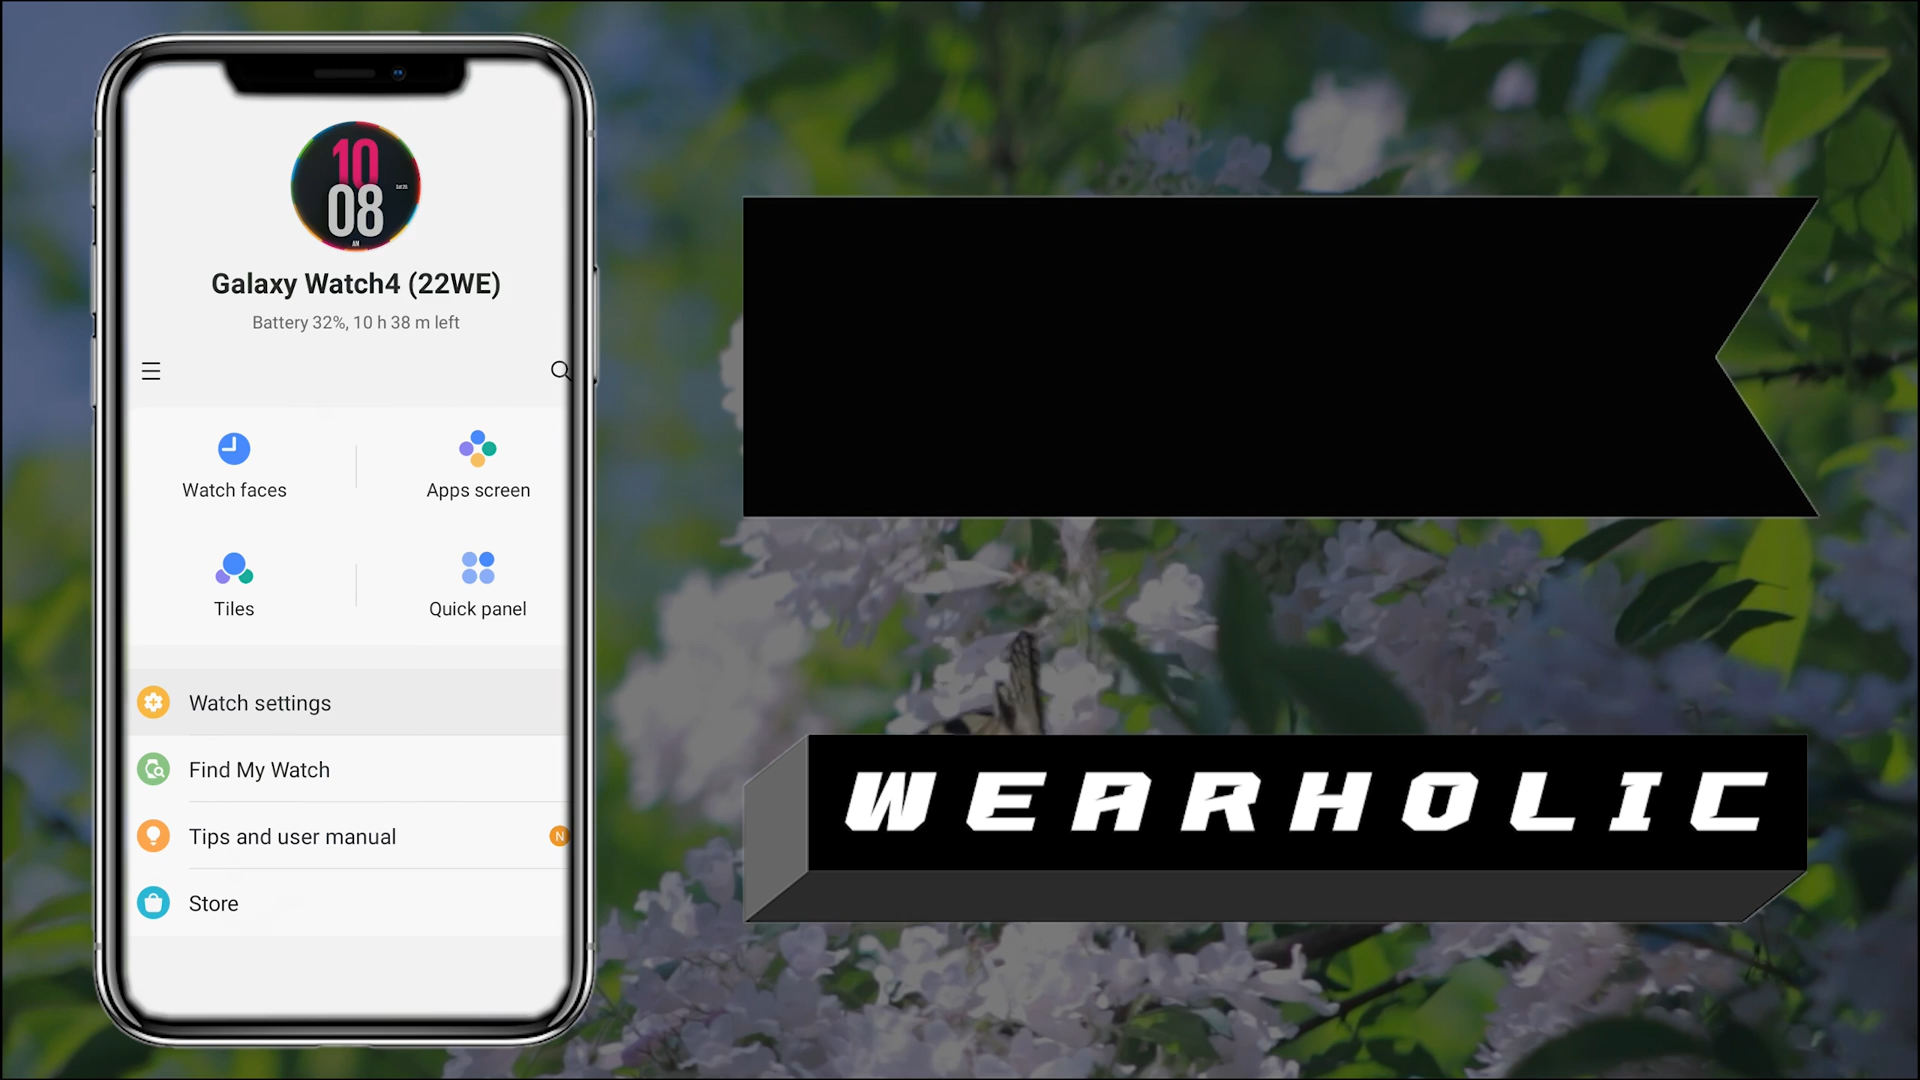 10
08
AM
Galaxy Watch4 (22WE)
Battery 32%, 10 h 38 m left
Watch faces
Apps screen
Tiles
Quick panel
Watch settings
Find My Watch
Tips and user manual
N
Store
WEARHOLIC